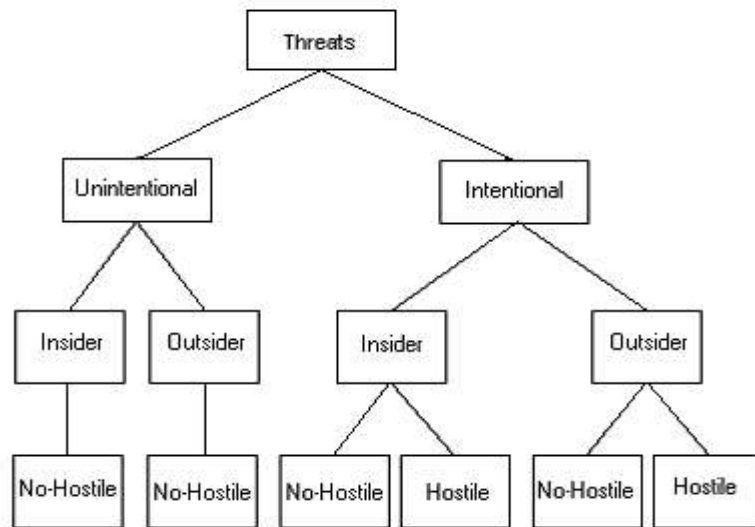 Threats
Unintentional
Intentional
Insider
Outsider
Insider
Outsider
No-Hostile
No-Hostile
No-Hostile
Hostile
No-Hostile
Hostile